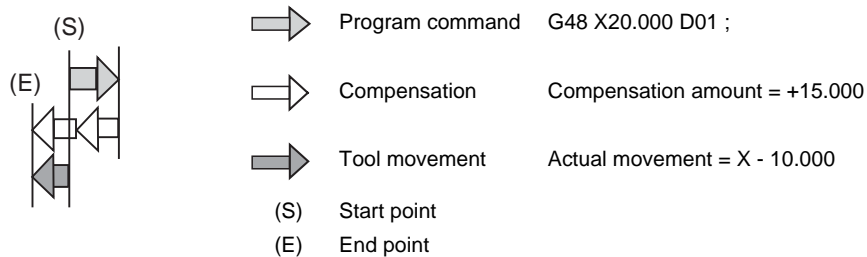 (S)
(E)
Program command G48 X20.000 D01 ;
Compensation Compensation amount = +15.000
Tool movement Actual movement = X - 10.000
(S) Start point
(E) End point